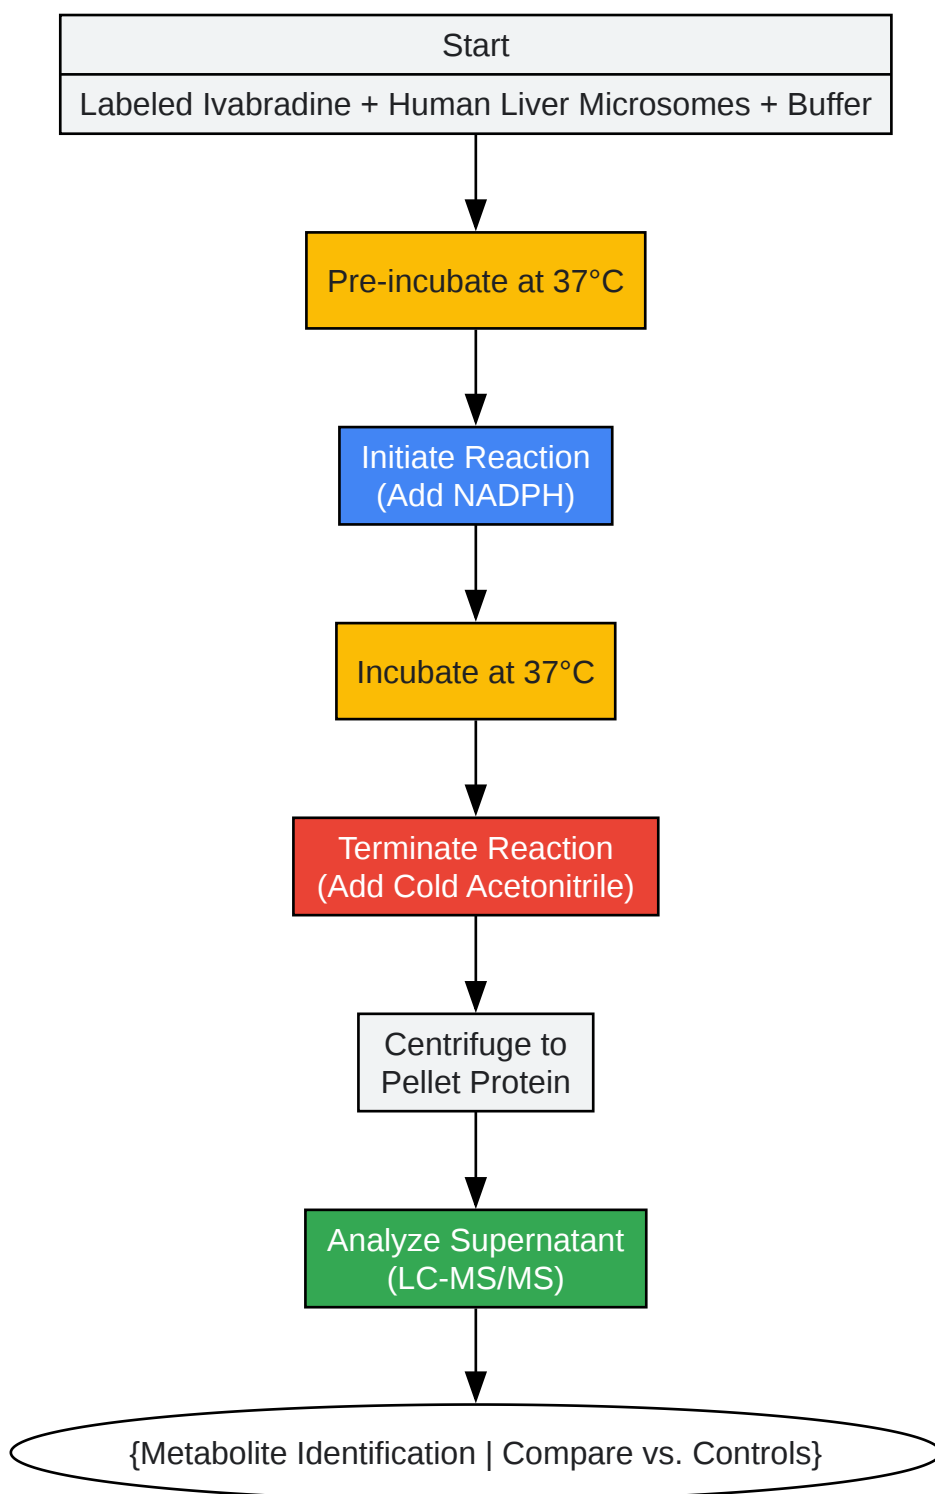 Start
Labeled Ivabradine + Human Liver Microsomes + Buffer
Pre-incubate at 37°C
Initiate Reaction
(Add NADPH)
Incubate at 37°C
Terminate Reaction
(Add Cold Acetonitrile)
Centrifuge to
Pellet Protein
Analyze Supernatant
(LC-MS/MS)
{Metabolite Identification | Compare vs. Controls}